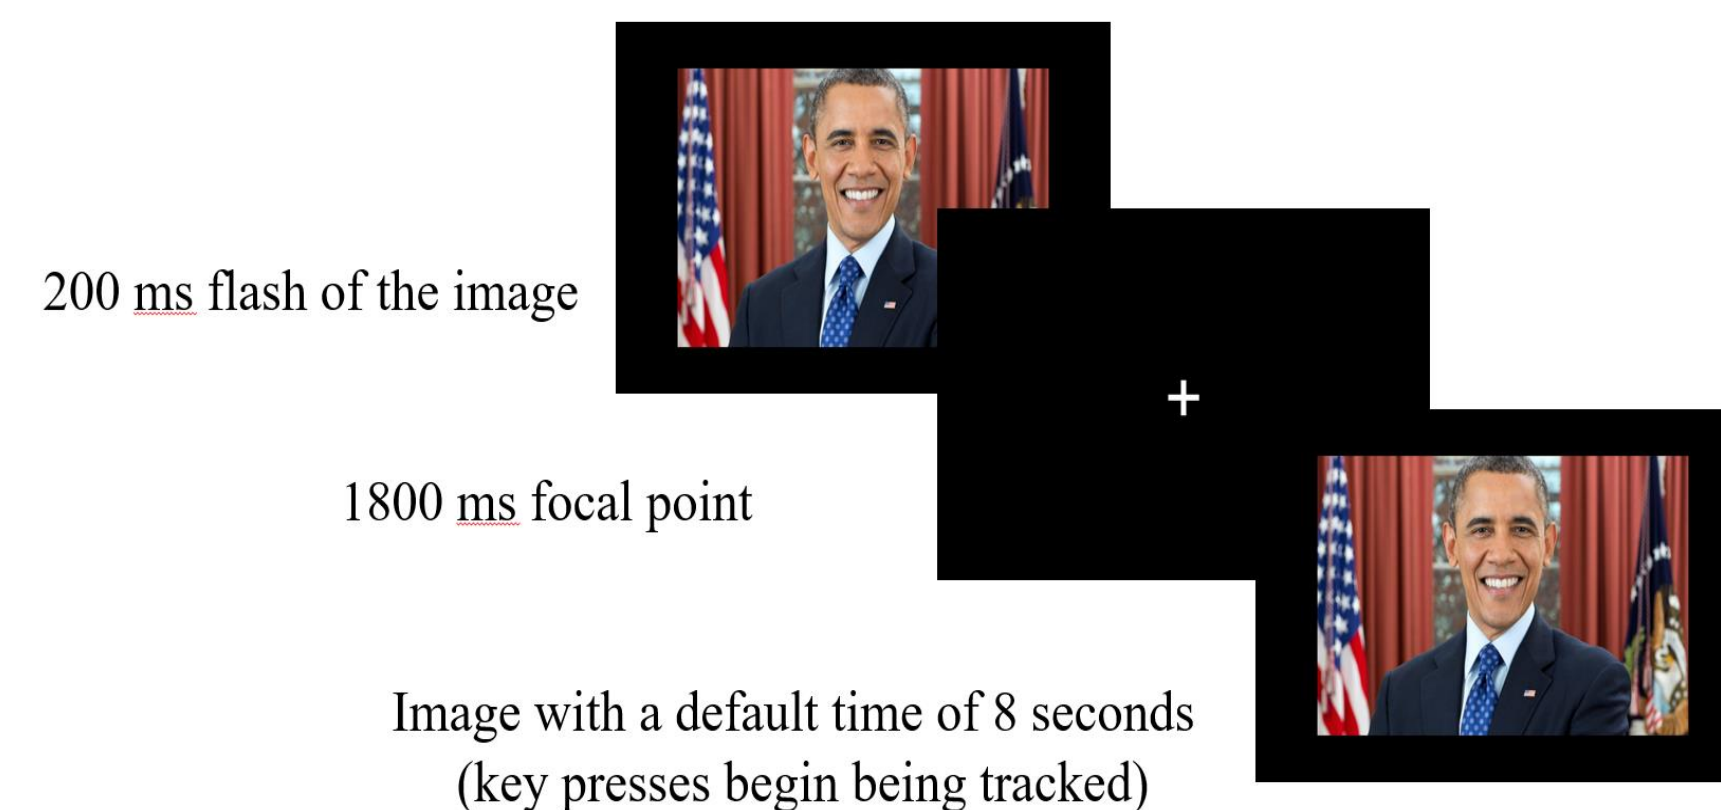 200 ms flash of the image
1800 ms focal point
Image with a default time of 8 seconds
(key presses begin being tracked)